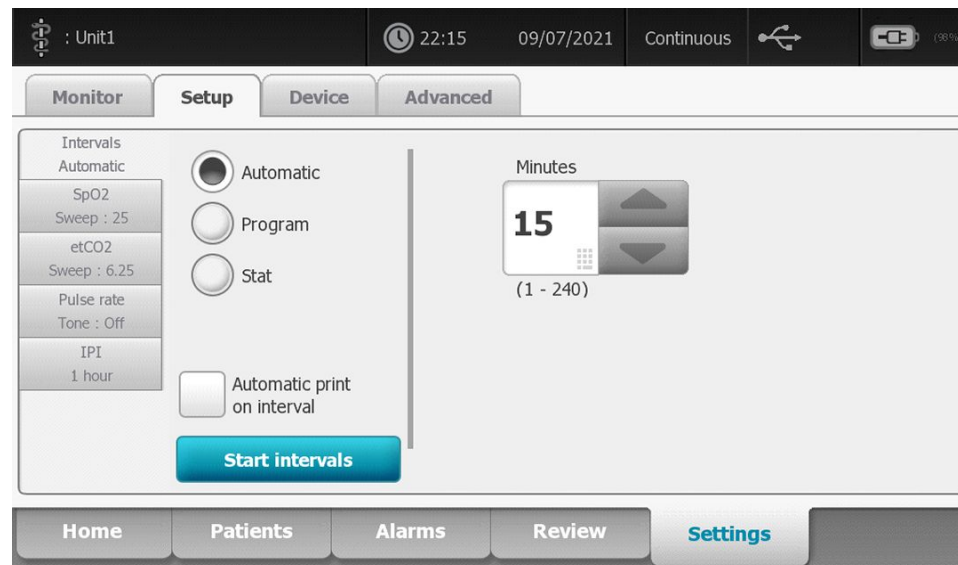 : Unit1
22:15
09/07/2021
Continuous
(98%
Monitor
Setup
Device
Advanced
Intervals
Automatic
SpO2
Sweep : 25
etCO2
Sweep : 6.25
Pulse rate
Tone : Off
IPI
1 hour
Automatic
Program
Stat
Automatic print
on interval
Start intervals
Minutes
15
(1 - 240)
Home
Patients
Alarms
Review
Settings